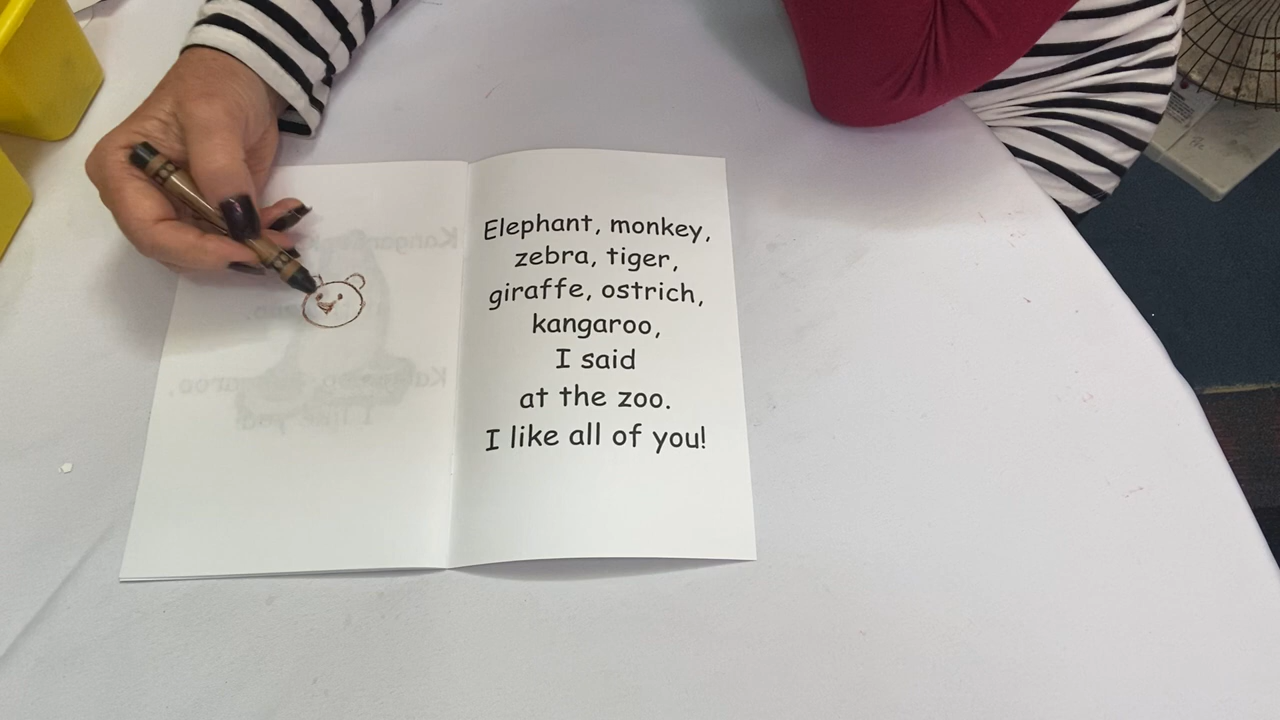 Elephant, monkey,
zebra, tiger,
giraffe, ostrich,
kangaroo,
I said
at the zoo.
I like all of you!